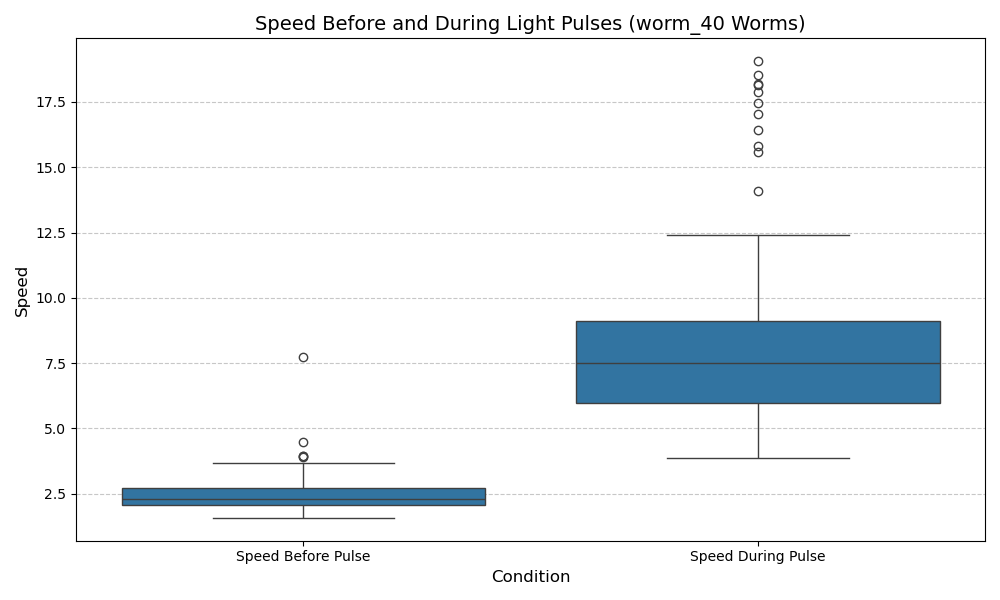 Speed Before and During Light Pulses (worm_40 Worms)
17.5
15.0
12.5
10.0
7.5
5.0
2.5
Speed
Speed Before Pulse
Speed During Pulse
Condition